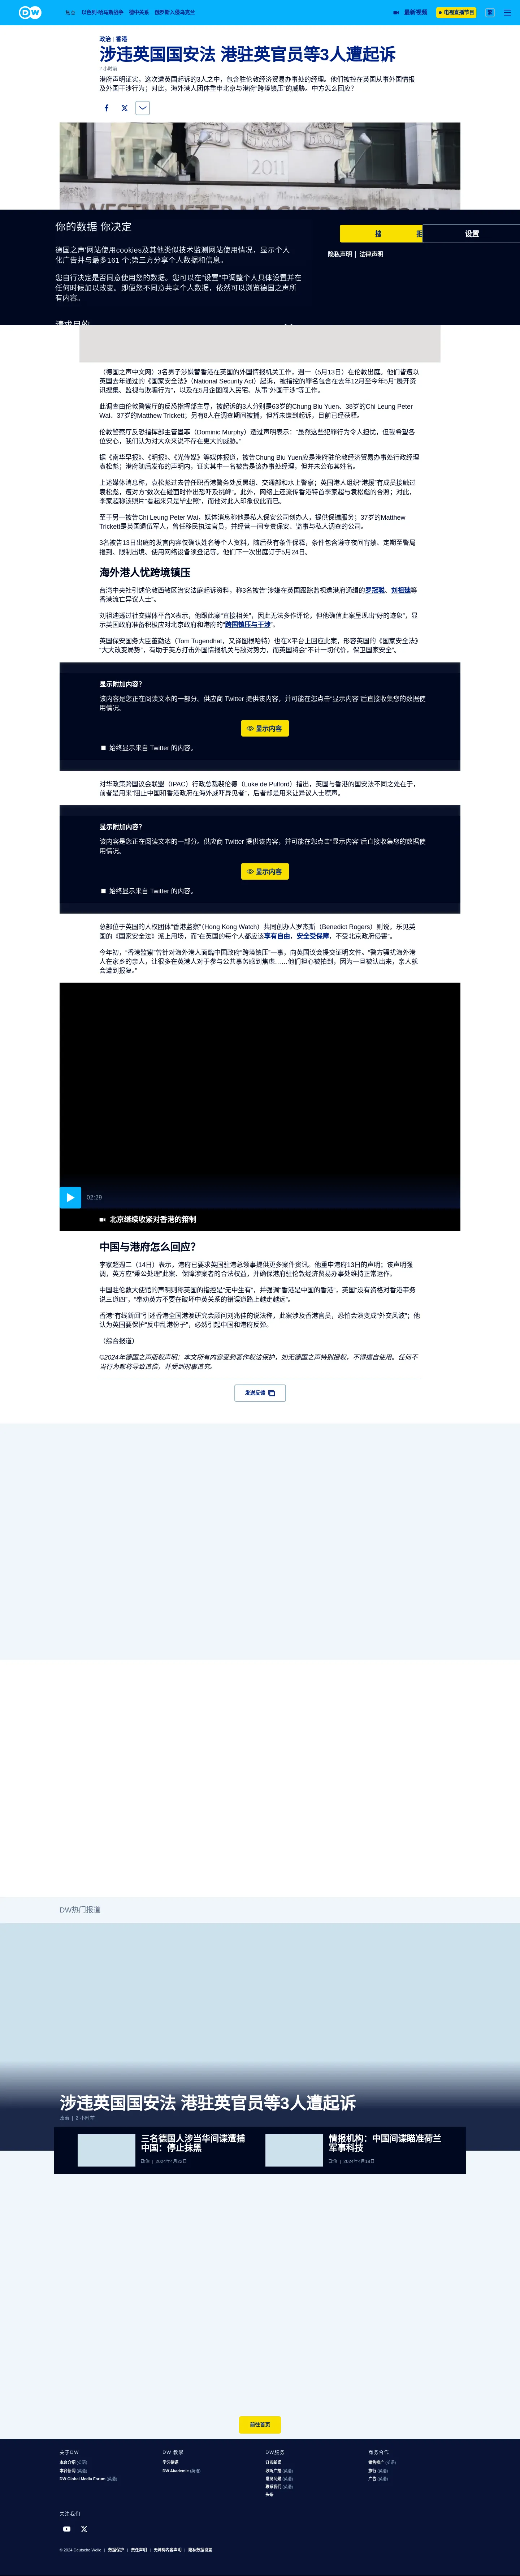 DW
焦点
以色列-哈马斯战争
德中关系
俄罗斯入侵乌克兰
最新视频
电视直播节目
繁
政治 | 香港
涉违英国国安法 港驻英官员等3人遭起诉
2 小时前
港府声明证实，这次遭英国起诉的3人之中，包含驻伦敦经济贸易办事处的经理。他们被控在英国从事外国情报
及外国干涉行为；对此，海外港人团体重申北京与港府“跨境镇压”的威胁。中方怎么回应？
2011
你的数据 你决定
德国之声‘网站使用cookies及其他类似技术监测网站使用情况，显示个人
化广告并与最多161 个;第三方分享个人数据和信息。
您自行决定是否同意使用您的数据。您可以在“设置”中调整个人具体设置并在
任何时候加以改变。即便您不同意共享个人数据，依然可以浏览德国之声所
有内容。
请求目的
设置
隐私声明 | 法律声明
（德国之声中文网）3名男子涉嫌替香港在英国的外国情报机关工作，週一（5月13日）在伦敦出庭。他们皆遭以
英国去年通过的《国家安全法》（National Security Act）起诉，被指控的罪名包含在去年12月至今年5月“展开资
讯搜集、监视与欺骗行为”，以及在5月企图闯入民宅、从事“外国干涉”等工作。
此调查由伦敦警察厅的反恐指挥部主导，被起诉的3人分别是63岁的Chung Biu Yuen、38岁的Chi Leung Peter
Wai、37岁的Matthew Trickett；另有8人在调查期间被捕，但暂未遭到起诉，目前已经获释。
伦敦警察厅反恐指挥部主管墨菲（Dominic Murphy）透过声明表示：“虽然这些犯罪行为令人担忧，但我希望各
位安心，我们认为对大众来说不存在更大的威胁。”
据《南华早报》、《明报》、《光传媒》等媒体报道，被告Chung Biu Yuen应是港府驻伦敦经济贸易办事处行政经理
袁松彪；港府随后发布的声明内，证实其中一名被告是该办事处经理，但并未公布其姓名。
上述媒体消息称，袁松彪过去曾任职香港警务处反黑组、交通部和水上警察；英国港人组织“港援”有成员接触过
袁松彪，遭对方“数次在碰面时作出恐吓及挑衅”。此外，网络上还流传香港特首李家超与袁松彪的合照；对此，
李家超称该照片“看起来只是毕业照”，而他对此人印象仅止而已。
至于另一被告Chi Leung Peter Wai，媒体消息称他是私人保安公司创办人，提供保镳服务；37岁的Matthew
Trickett是英国退伍军人，曾任移民执法官员，并经营一间专责保安、监事与私人调查的公司。
3名被告13日出庭的发言内容仅确认姓名等个人资料，随后获有条件保释，条件包含遵守夜间宵禁、定期至警局
报到、限制出境、使用网络设备须登记等。他们下一次出庭订于5月24日。
海外港人忧跨境镇压
台湾中央社引述伦敦西敏区治安法庭起诉资料，称3名被告“涉嫌在英国跟踪监视遭港府通缉的罗冠聪、刘祖廸等
香港流亡异议人士”。
刘祖廸透过社交媒体平台X表示，他跟此案“直接相关”，因此无法多作评论，但他确信此案呈现出“好的迹象”，显
示英国政府准备积极应对北京政府和港府的“跨国镇压与干涉”。
英国保安国务大臣董勤达（Tom Tugendhat，又译图根哈特）也在X平台上回应此案，形容英国的《国家安全法》
“大大改变局势”，有助于英方打击外国情报机关与敌对势力，而英国将会“不计一切代价，保卫国家安全”。
显示附加内容？
该内容是您正在阅读文本的一部分。供应商 Twitter 提供该内容，并可能在您点击“显示内容”后直接收集您的数据使
用情况。
显示内容
始终显示来自 Twitter 的内容。
对华政策跨国议会联盟（IPAC）行政总裁裴伦德（Luke de Pulford）指出，英国与香港的国安法不同之处在于，
前者是用来“阻止中国和香港政府在海外威吓异见者”，后者却是用来让异议人士噤声。
显示附加内容？
该内容是您正在阅读文本的一部分。供应商 Twitter 提供该内容，并可能在您点击“显示内容”后直接收集您的数据使
用情况。
显示内容
始终显示来自 Twitter 的内容。
总部位于英国的人权团体“香港监察”（Hong Kong Watch）共同创办人罗杰斯（Benedict Rogers）则说，乐见英
国的《国家安全法》派上用场，而“在英国的每个人都应该享有自由，安全受保障，不受北京政府侵害”。
今年初，“香港监察”曾针对海外港人面临中国政府“跨境镇压”一事，向英国议会提交证明文件。“警方骚扰海外港
人在家乡的亲人，让很多在英港人对于参与公共事务感到焦虑……他们担心被拍到，因为一旦被认出来，亲人就
会遭到报复。”
02:29
北京继续收紧对香港的箝制
中国与港府怎么回应？
李家超週二（14日）表示，港府已要求英国驻港总领事提供更多案件资讯。他重申港府13日的声明；该声明强
调，英方应“秉公处理”此案、保障涉案者的合法权益，并确保港府驻伦敦经济贸易办事处维持正常运作。
中国驻伦敦大使馆的声明则称英国的指控是“无中生有”，并强调“香港是中国的香港”，英国“没有资格对香港事务
说三道四”，“奉劝英方不要在破坏中英关系的错误道路上越走越远”。
香港“有线新闻”引述香港全国港澳研究会顾问刘兆佳的说法称，此案涉及香港官员，恐怕会演变成“外交风波”；他
认为英国要保护“反中乱港份子”，必然引起中国和港府反弹。
（综合报道）
©2024年德国之声版权声明：本文所有内容受到著作权法保护，如无德国之声特别授权，不得擅自使用。任何不
当行为都将导致追偿，并受到刑事追究。
发送反馈
DW热门报道
涉违英国国安法 港驻英官员等3人遭起诉
政治 | 2 小时前
三名德国人涉当华间谍遭捕
中国：停止抹黑
政治 | 2024年4月22日
情报机构：中国间谍瞄准荷兰
军事科技
政治 | 2024年4月18日
前往首页
关于DW
本台介绍 (英语)
本台新闻 (英语)
DW Global Media Forum (英语)
DW 教學
学习德语
DW Akademie (英语)
DW服务
订阅新闻
收听广播 (英语)
常见问题 (英语)
联系我们 (英语)
头条
商务合作
销售推广 (英语)
旅行 (英语)
广告 (英语)
关注我们
© 2024 Deutsche Welle | 数据保护 | 责任声明 | 无障碍内容声明 | 隐私数据设置